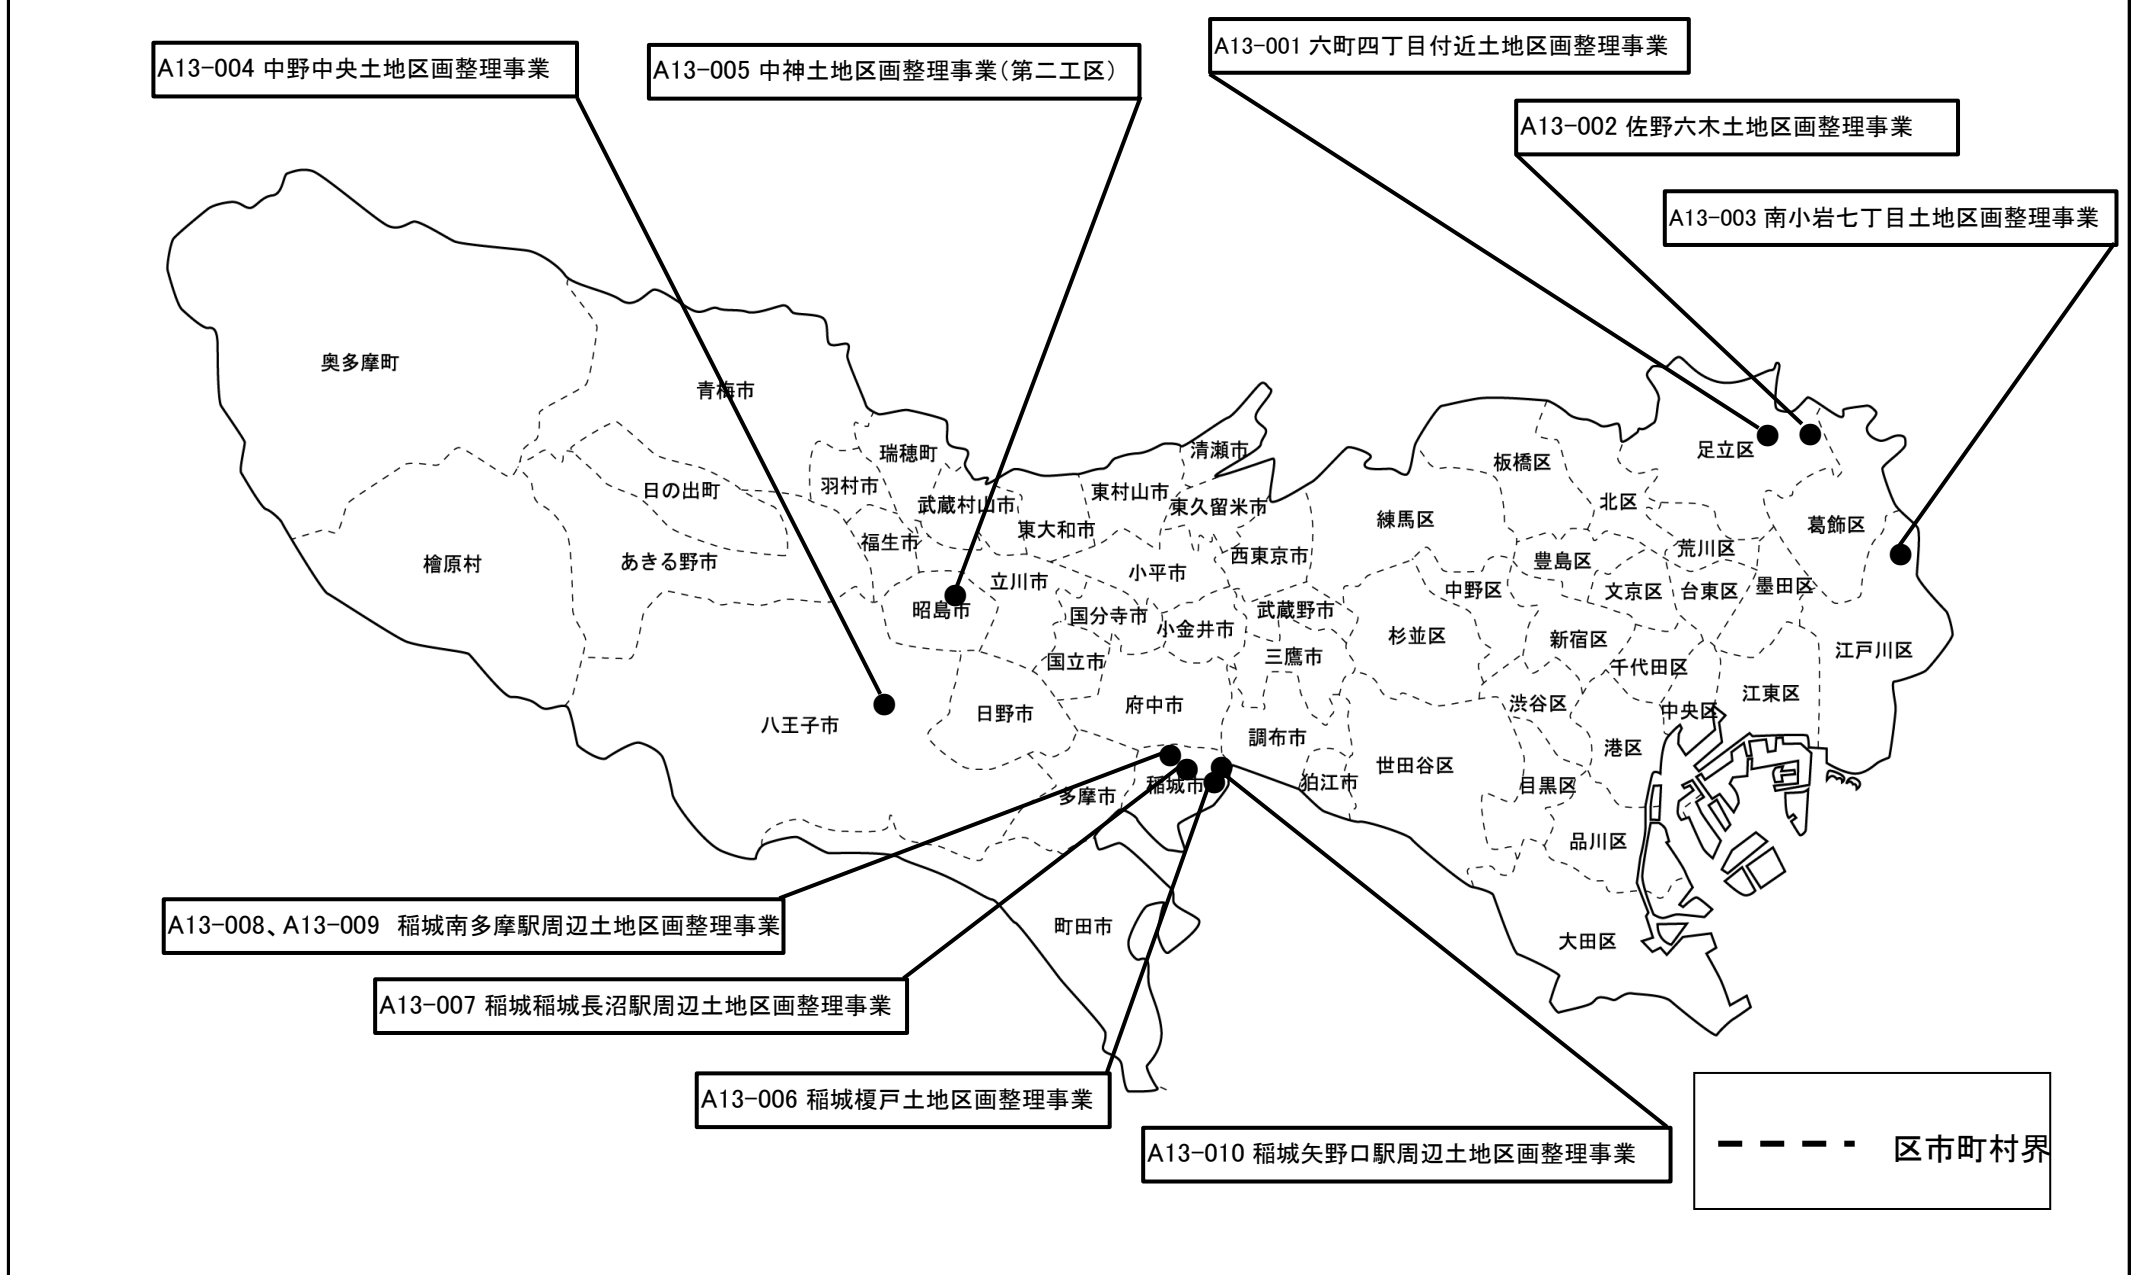 A13-001 六町四丁目付近土地区画整理事業
A13-004 中野中央土地区画整理事業
A13-005 中神土地区画整理事業(第二工区)
A13-002 佐野六木土地区画整理事業
A13-003 南小岩七丁目土地区画整理事業
奥多摩町
青梅市
日の出町
瑞穂町
羽村市
武蔵村山市
福生市
檜原村
あきる野市
昭島市
立川市
東大和市
東村山市
清瀬市
東久留米市
西東京市
小平市
国分寺市
小金井市
武蔵野市
国立市
三鷹市
八王子市
日野市
府中市
調布市
多摩市
稲城市
狛江市
町田市
練馬区
板橋区
北区
足立区
葛飾区
荒川区
豊島区
中野区
文京区
台東区
墨田区
杉並区
新宿区
千代田区
江戸川区
渋谷区
中央区
江東区
港区
世田谷区
目黒区
品川区
大田区
A13-008、A13-009 稲城南多摩駅周辺土地区画整理事業
A13-007 稲城稲城長沼駅周辺土地区画整理事業
A13-006 稲城榎戸土地区画整理事業
A13-010 稲城矢野口駅周辺土地区画整理事業
区市町村界